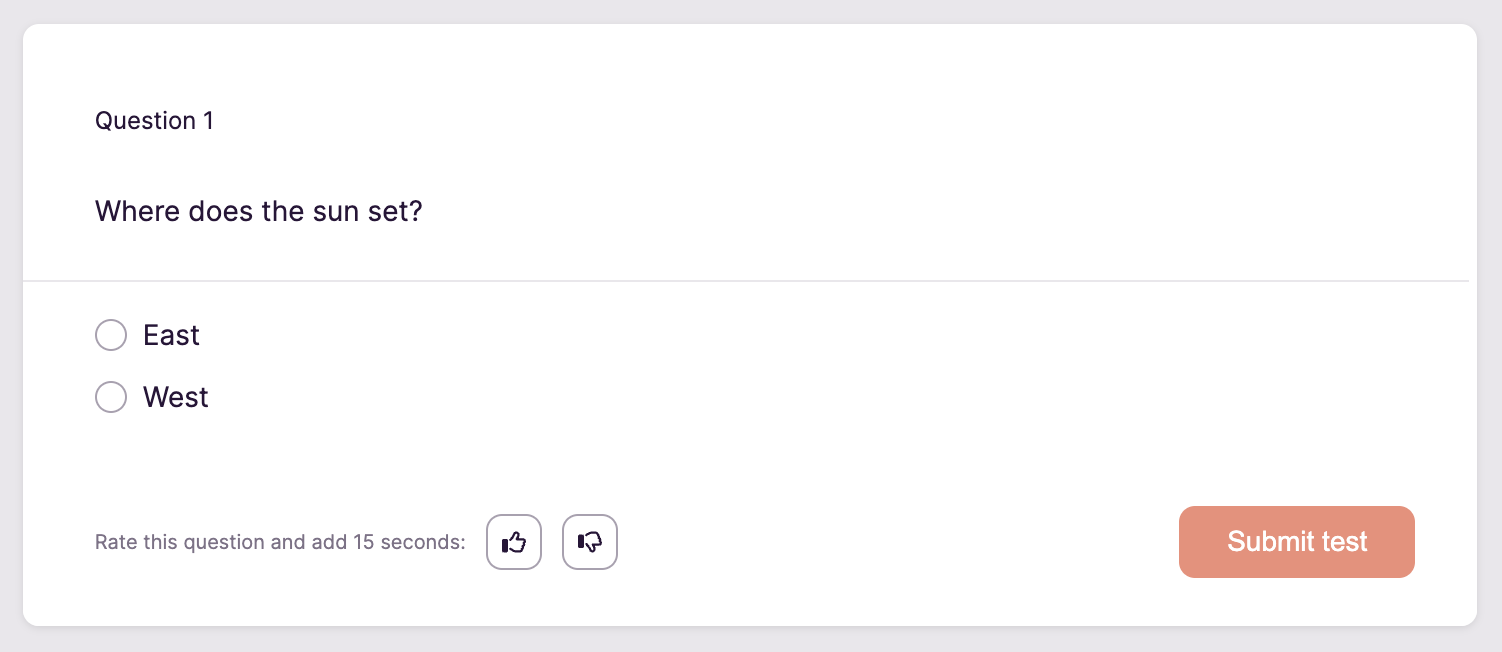 Question 1
Where does the sun set?
East
West
Rate this question and add 15 seconds:
Submit test